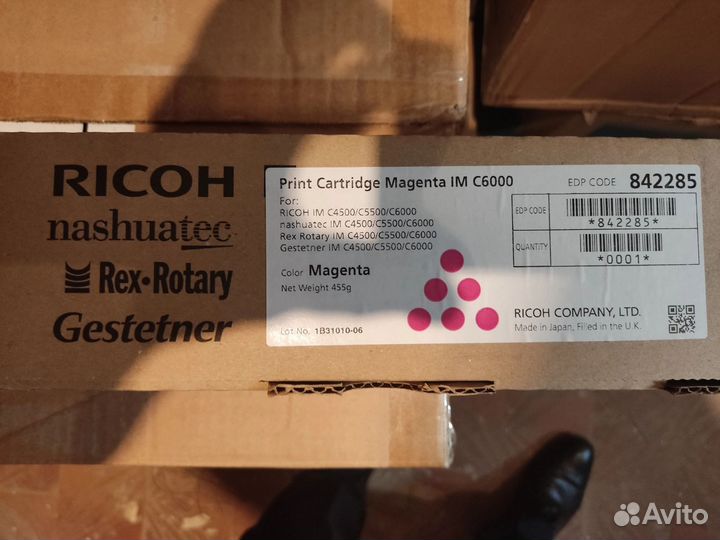 RICOH
nashuatec
Rex•Rotary
Gestetner
Print Cartridge Magenta IM C6000
EDP CODE 842285
For:
RICOH IM C4500/C5500/C6000
nashuatec IM C4500/C5500/C6000
Rex Rotary IM C4500/C5500/C6000
Gestetner IM C4500/C5500/C6000
Color Magenta
Net Weight 455g
Lot No. 1B31010-06
EDP CODE
*842285*
QUANTITY
*0001*
RICOH COMPANY, LTD.
Made in Japan, Filled in the U.K.
Avito